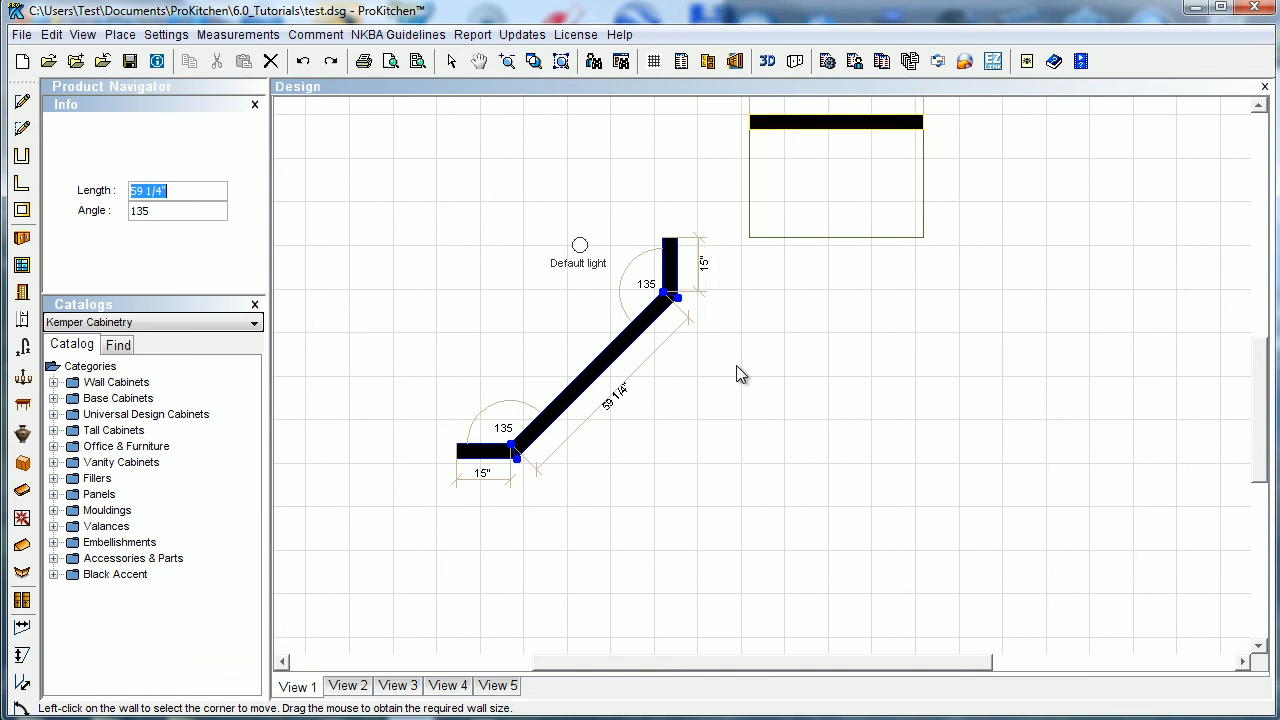 C:\Users\Test\Documents\ProKitchen\6.0_Tutorials\test.dsg - ProKitchen™
File Edit View Place Settings Measurements Comment NKBA Guidelines Report Updates License Help
3D
EZ
Product Navigator
Info
Length : 59 1/4"
Angle : 135
Catalogs
Kemper Cabinetry
Catalog Find
Categories
Wall Cabinets
Base Cabinets
Universal Design Cabinets
Tall Cabinets
Office & Furniture
Vanity Cabinets
Fillers
Panels
Mouldings
Valances
Embellishments
Accessories & Parts
Black Accent
Design
Default light
135
15"
59 1/4"
135
15"
View 1 View 2 View 3 View 4 View 5
Left-click on the wall to select the corner to move. Drag the mouse to obtain the required wall size.